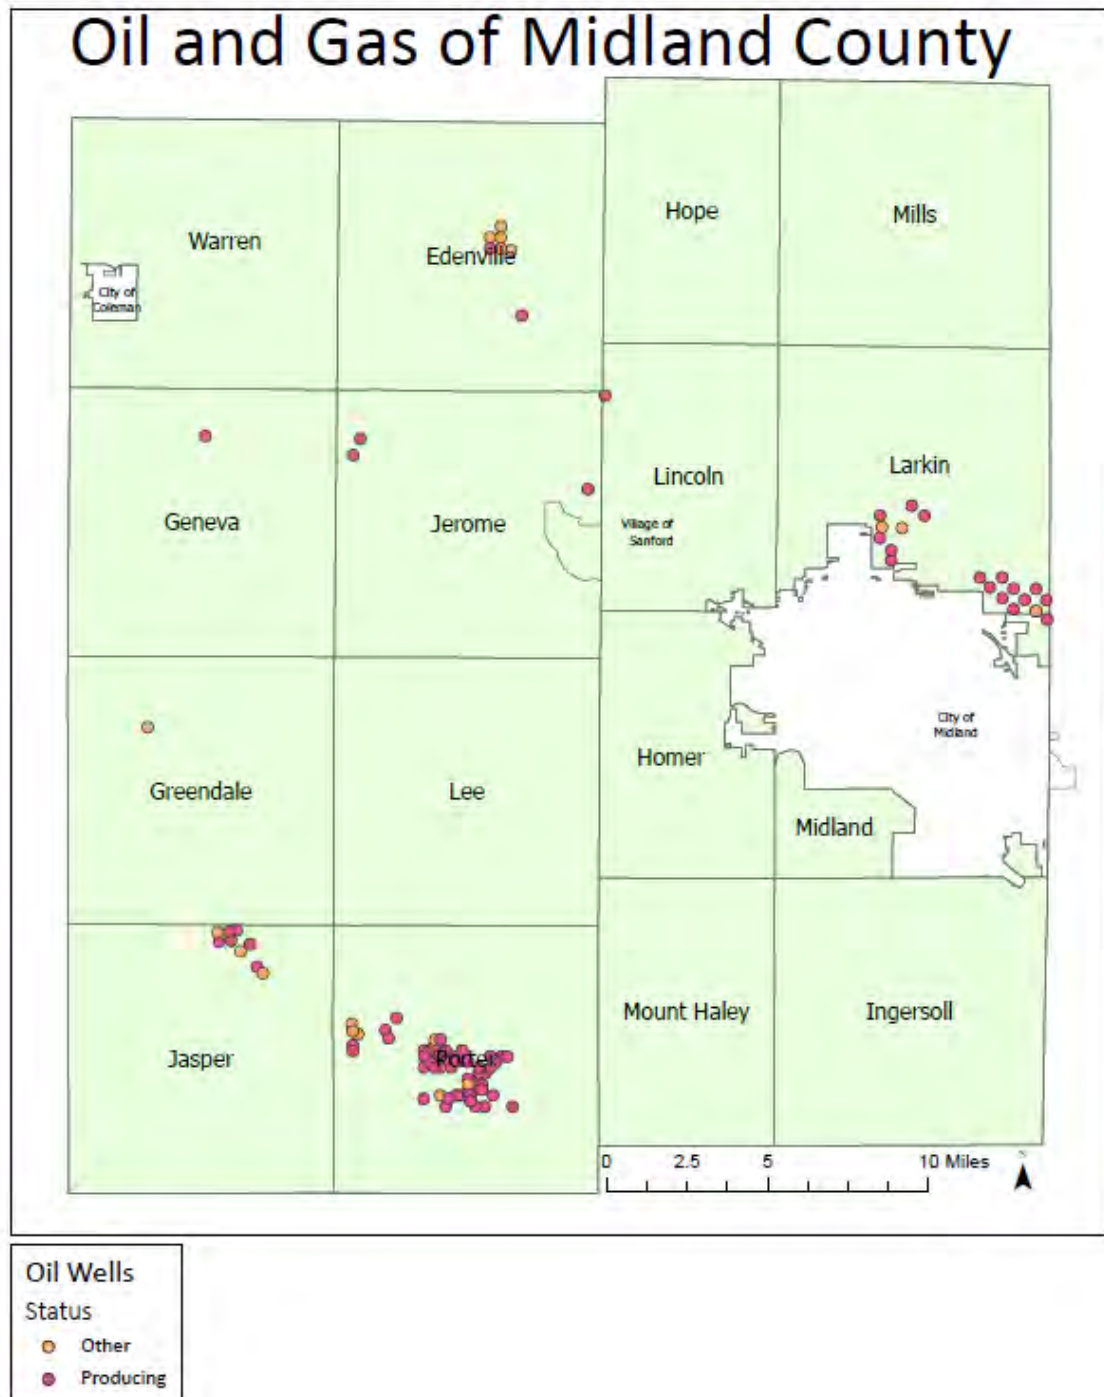 Oil and Gas of Midland County
Hope
Mills
Warren
Edenville
City of
Coleman
Larkin
Lincoln
Geneva
Jerome
Village of
Sanford
City of
Midland
Homer
Greendale
Lee
Midland
Mount Haley
Ingersoll
Jasper
Porter
0 2.5 5 10 Miles
Oil Wells
Status
Other
Producing